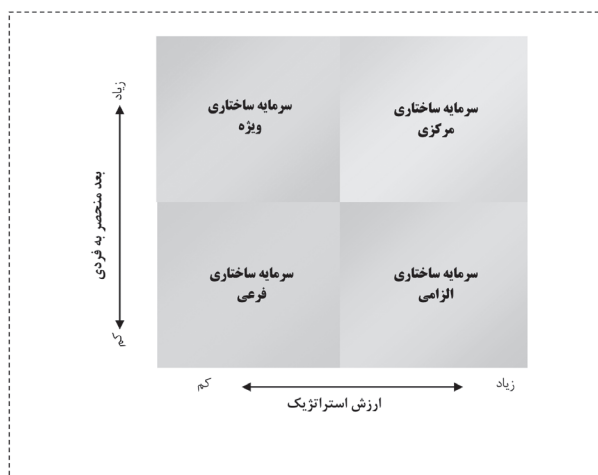 زیاد
سرمایه ساختاری
مرکزی
سرمایه ساختاری
ویژه
بعد منحصر به فردی
سرمایه ساختاری
الزامی
سرمایه ساختاری
فرعی
کم
زیاد
کم
ارزش استراتژیک